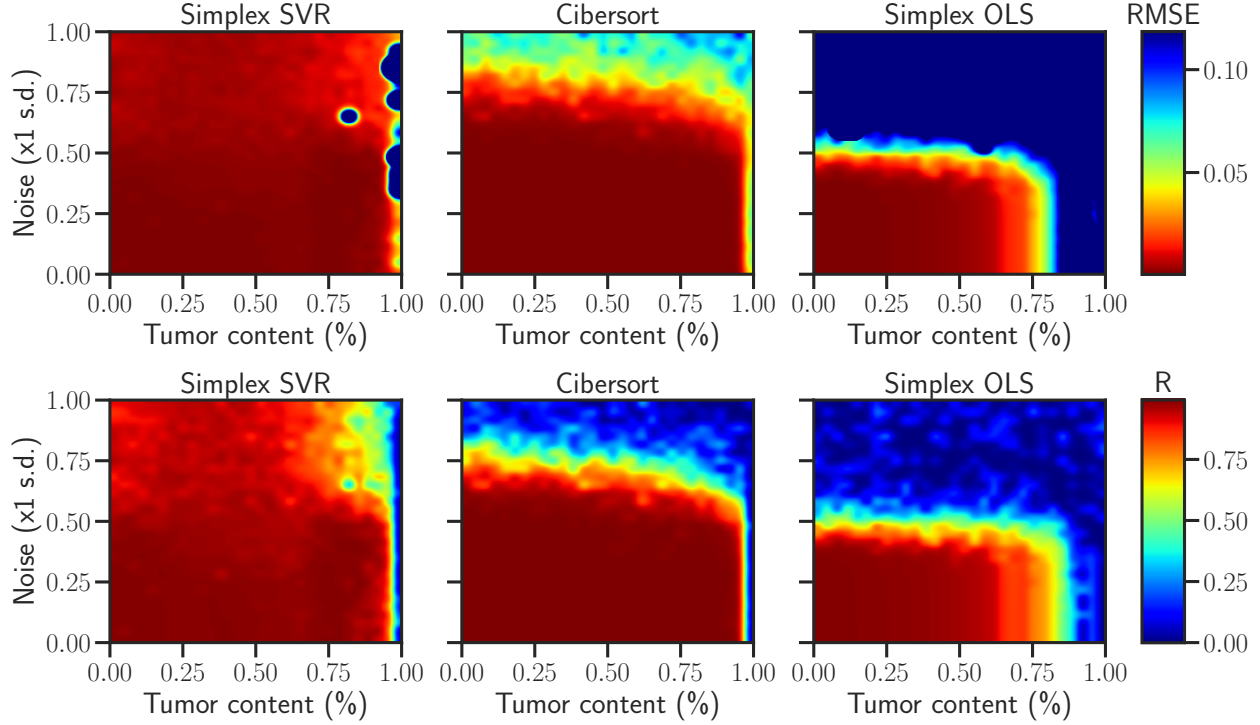 Simplex SVR Cibersort Simplex OLS RMSE
1.00
0.75
0.50
0.25
0.00
Noise (x1 s.d.)
0.00 0.25 0.50 0.75 1.00
Tumor content (%)
0.00 0.25 0.50 0.75 1.00
Tumor content (%)
0.00 0.25 0.50 0.75 1.00
Tumor content (%)
0.10
0.05
Simplex SVR Cibersort Simplex OLS R
1.00
0.75
0.50
0.25
0.00
Noise (x1 s.d.)
0.00 0.25 0.50 0.75 1.00
Tumor content (%)
0.00 0.25 0.50 0.75 1.00
Tumor content (%)
0.00 0.25 0.50 0.75 1.00
Tumor content (%)
0.75
0.50
0.25
0.00